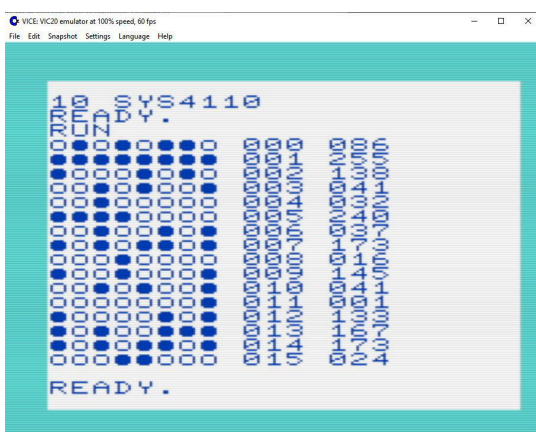 VICE: VIC20 emulator at 100% speed, 60 fps
File Edit Snapshot Settings Language Help
10 SYS4110
READY.
RUN
○●○●○●●○ 000 086
●●●●●●●● 001 255
●○○○●○●○ 002 138
○○●○●○○● 003 041
○○●○○○○○ 004 032
●●●●○○○○ 005 240
○○●○○●○● 006 037
●○●○●●○● 007 173
○○○●○○○○ 008 016
●○○●○○○● 009 145
○○●○●○○● 010 041
○○○○○○○● 011 001
●○○○○●○● 012 133
●○●○○●●● 013 167
●○●○●●○● 014 173
○○○●●○○○ 015 024
READY.